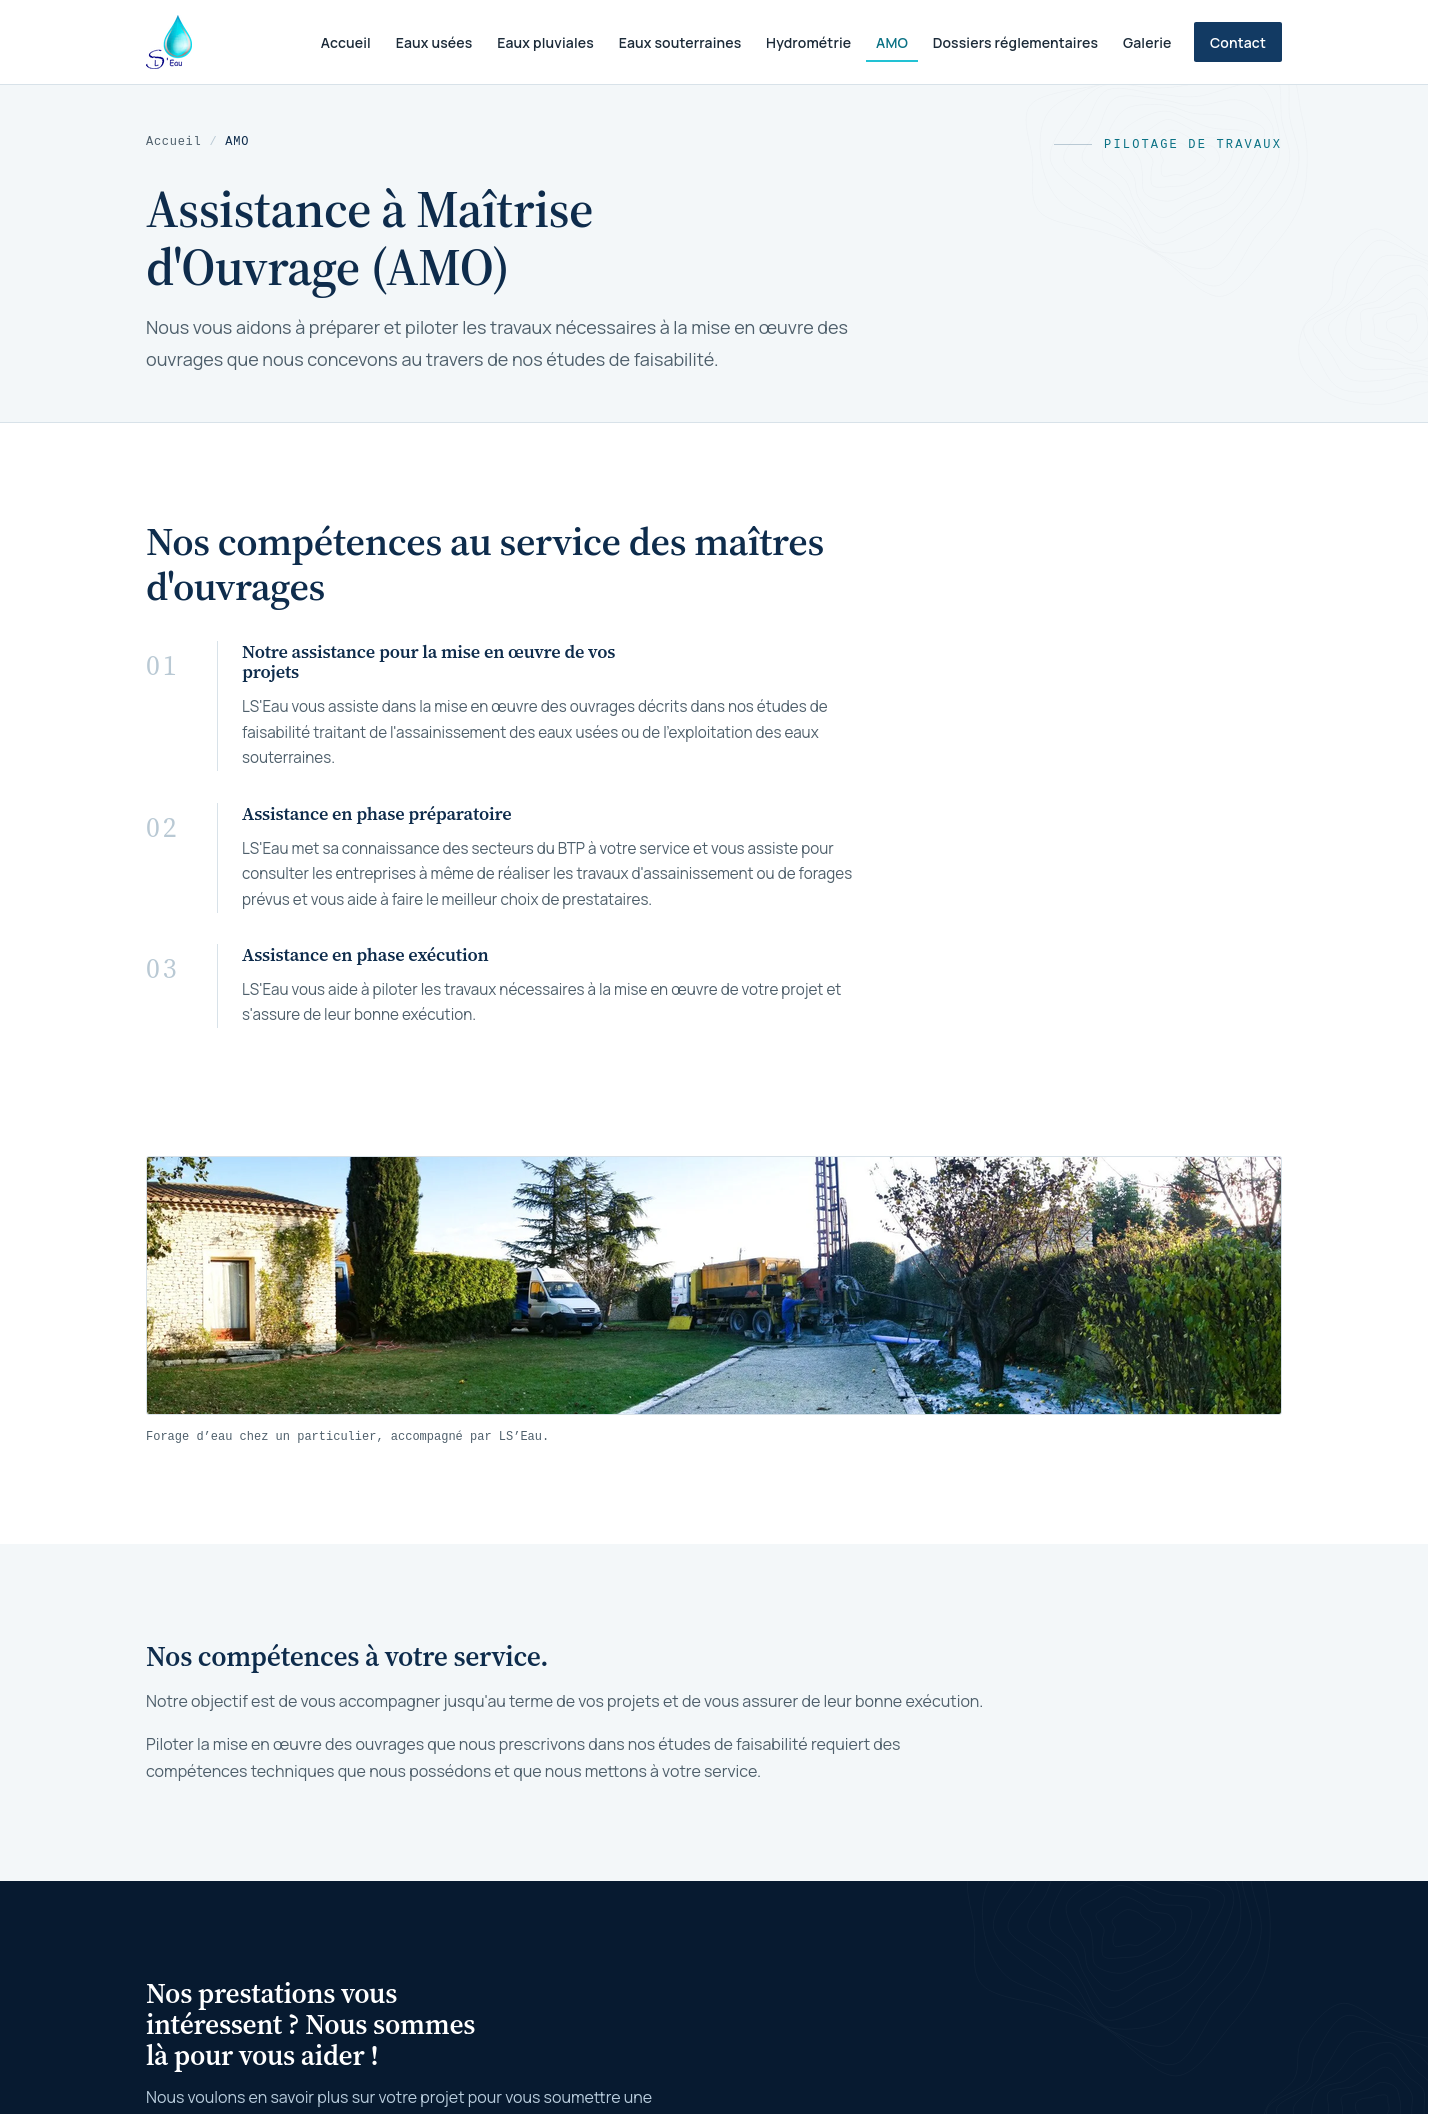 LS'Eau
Accueil Eaux usées Eaux pluviales Eaux souterraines Hydrométrie AMO Dossiers réglementaires Galerie Contact
Accueil / AMO
PILOTAGE DE TRAVAUX
Assistance à Maîtrise
d'Ouvrage (AMO)
Nous vous aidons à préparer et piloter les travaux nécessaires à la mise en œuvre des
ouvrages que nous concevons au travers de nos études de faisabilité.
Nos compétences au service des maîtres
d'ouvrages
01
Notre assistance pour la mise en œuvre de vos
projets
LS'Eau vous assiste dans la mise en œuvre des ouvrages décrits dans nos études de
faisabilité traitant de l'assainissement des eaux usées ou de l'exploitation des eaux
souterraines.
02
Assistance en phase préparatoire
LS'Eau met sa connaissance des secteurs du BTP à votre service et vous assiste pour
consulter les entreprises à même de réaliser les travaux d'assainissement ou de forages
prévus et vous aide à faire le meilleur choix de prestataires.
03
Assistance en phase exécution
LS'Eau vous aide à piloter les travaux nécessaires à la mise en œuvre de votre projet et
s'assure de leur bonne exécution.
Forage d’eau chez un particulier, accompagné par LS’Eau.
Nos compétences à votre service.
Notre objectif est de vous accompagner jusqu'au terme de vos projets et de vous assurer de leur bonne exécution.
Piloter la mise en œuvre des ouvrages que nous prescrivons dans nos études de faisabilité requiert des
compétences techniques que nous possédons et que nous mettons à votre service.
Nos prestations vous
intéressent ? Nous sommes
là pour vous aider !
Nous voulons en savoir plus sur votre projet pour vous soumettre une